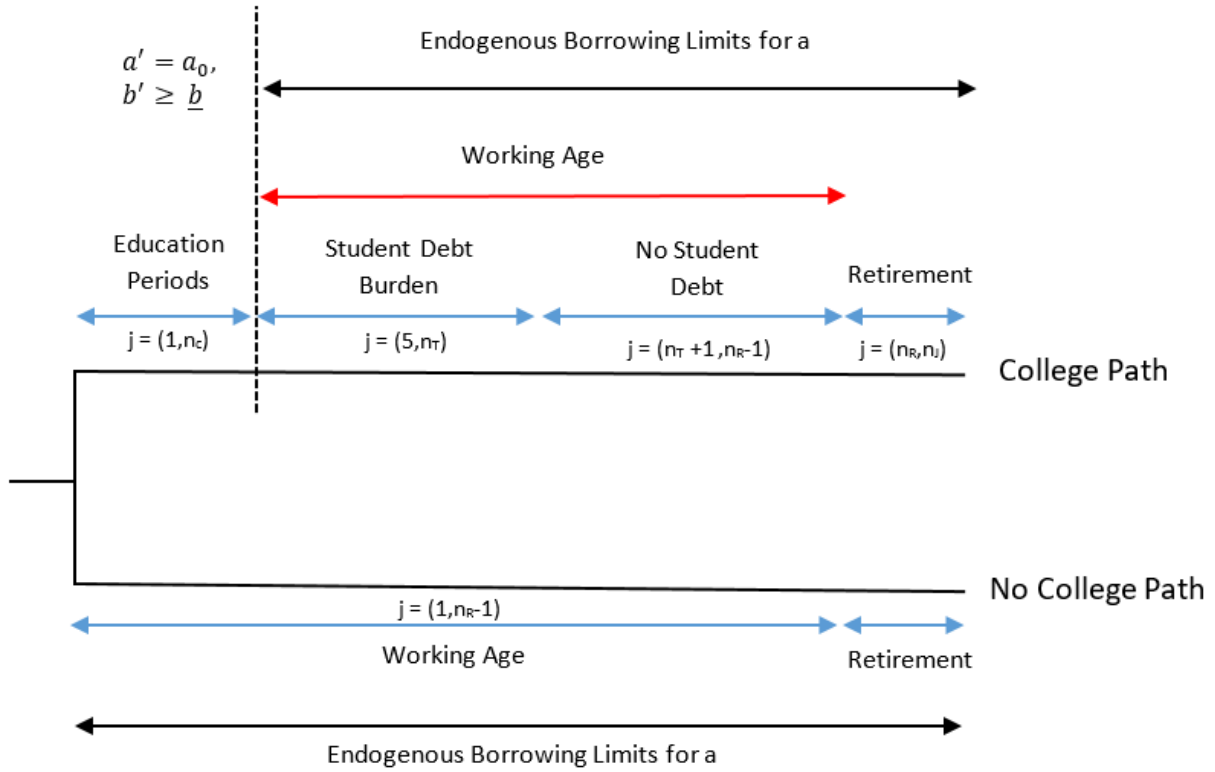 Endogenous Borrowing Limits for a
a′ = a₀,
b′ ≥ b̲
Working Age
Education
Periods
Student Debt
Burden
No Student
Debt
Retirement
j = (1,n꜀)
j = (5,n_T)
j = (n_T +1,n_R-1)
j = (n_R,n_J)
College Path
No College Path
j = (1,n_R-1)
Working Age
Retirement
Endogenous Borrowing Limits for a